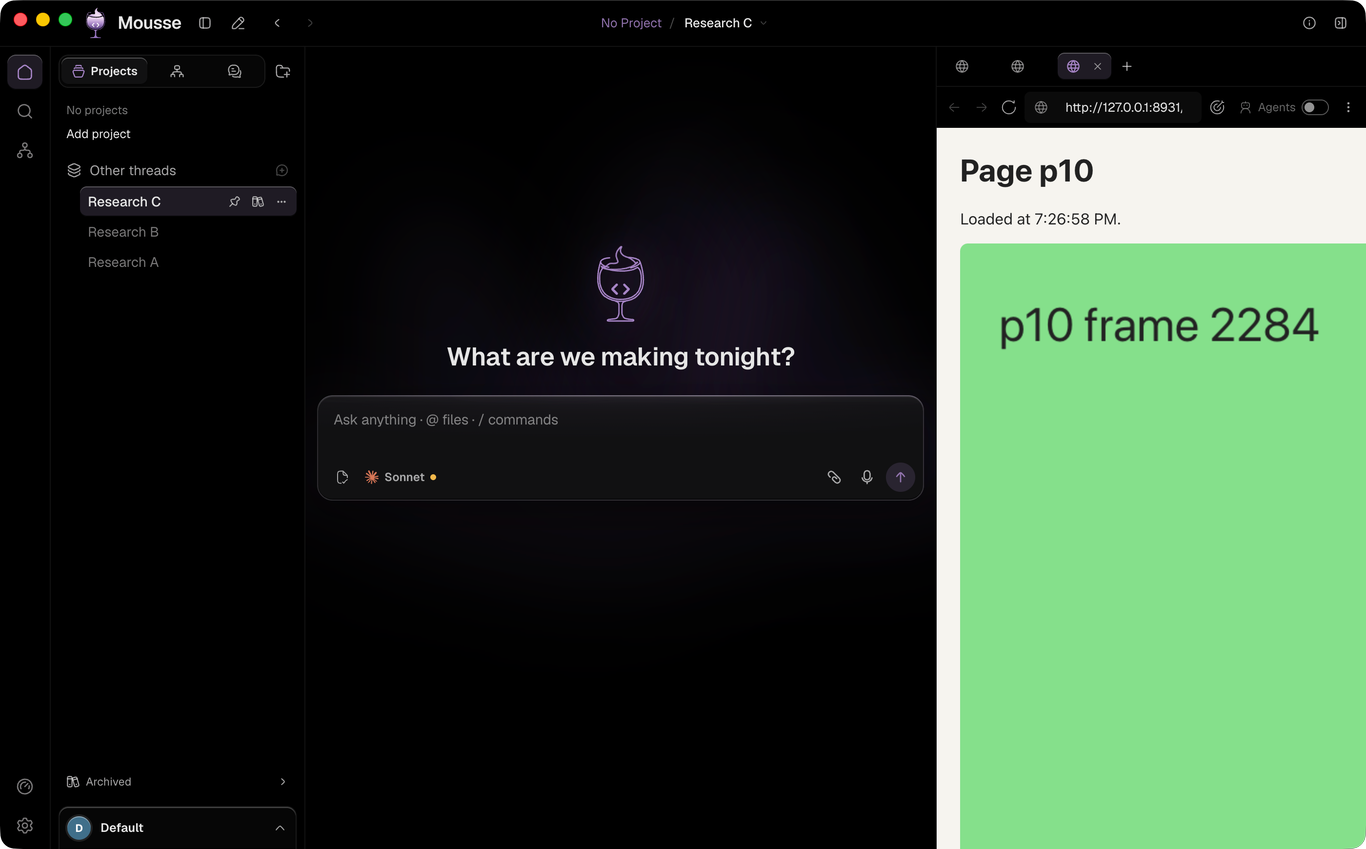 Mousse
No Project / Research C
Projects
No projects
Add project
Other threads
Research C
Research B
Research A
Archived
D Default
What are we making tonight?
Ask anything · @ files · / commands
Sonnet
http://127.0.0.1:8931,
Agents
Page p10
Loaded at 7:26:58 PM.
p10 frame 2284